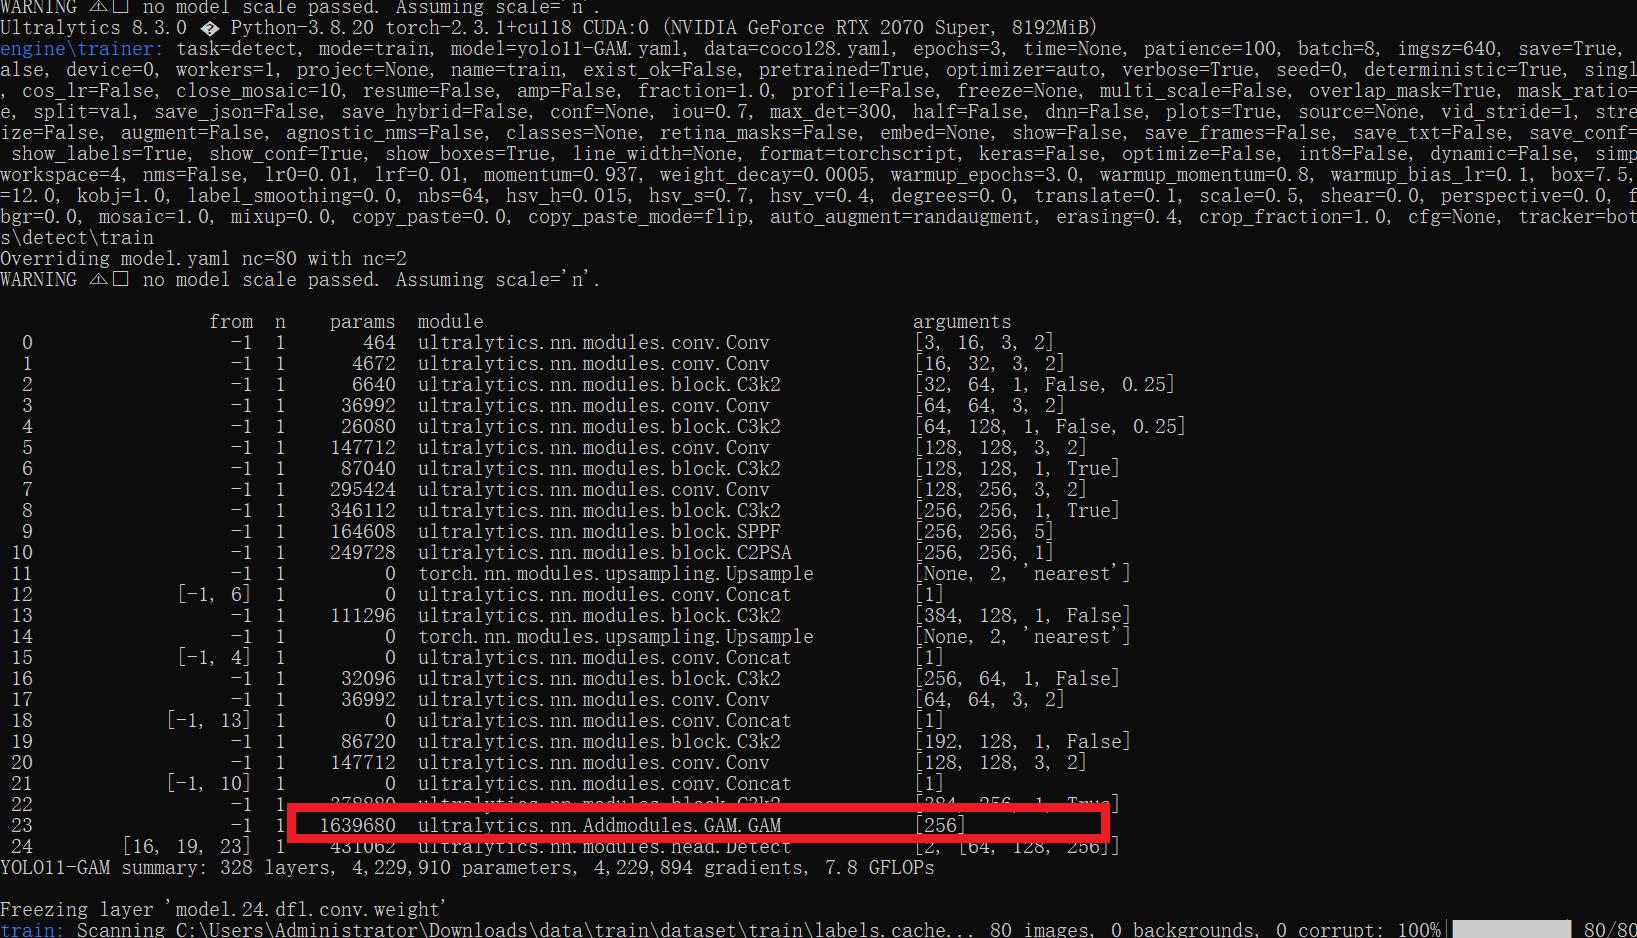 WARNING ⚠□ no model scale passed. Assuming scale='n'.
Ultralytics 8.3.0 � Python-3.8.20 torch-2.3.1+cu118 CUDA:0 (NVIDIA GeForce RTX 2070 Super, 8192MiB)
engine\trainer: task=detect, mode=train, model=yolo11-GAM.yaml, data=coco128.yaml, epochs=3, time=None, patience=100, batch=8, imgsz=640, save=True,
alse, device=0, workers=1, project=None, name=train, exist_ok=False, pretrained=True, optimizer=auto, verbose=True, seed=0, deterministic=True, singl
, cos_lr=False, close_mosaic=10, resume=False, amp=False, fraction=1.0, profile=False, freeze=None, multi_scale=False, overlap_mask=True, mask_ratio=
e, split=val, save_json=False, save_hybrid=False, conf=None, iou=0.7, max_det=300, half=False, dnn=False, plots=True, source=None, vid_stride=1, stre
ize=False, augment=False, agnostic_nms=False, classes=None, retina_masks=False, embed=None, show=False, save_frames=False, save_txt=False, save_conf=
show_labels=True, show_conf=True, show_boxes=True, line_width=None, format=torchscript, keras=False, optimize=False, int8=False, dynamic=False, simp
workspace=4, nms=False, lr0=0.01, lrf=0.01, momentum=0.937, weight_decay=0.0005, warmup_epochs=3.0, warmup_momentum=0.8, warmup_bias_lr=0.1, box=7.5,
=12.0, kobj=1.0, label_smoothing=0.0, nbs=64, hsv_h=0.015, hsv_s=0.7, hsv_v=0.4, degrees=0.0, translate=0.1, scale=0.5, shear=0.0, perspective=0.0, f
bgr=0.0, mosaic=1.0, mixup=0.0, copy_paste=0.0, copy_paste_mode=flip, auto_augment=randaugment, erasing=0.4, crop_fraction=1.0, cfg=None, tracker=bot
s\detect\train
Overriding model.yaml nc=80 with nc=2
WARNING ⚠□ no model scale passed. Assuming scale='n'.
from n params module arguments
0 -1 1 464 ultralytics.nn.modules.conv.Conv [3, 16, 3, 2]
1 -1 1 4672 ultralytics.nn.modules.conv.Conv [16, 32, 3, 2]
2 -1 1 6640 ultralytics.nn.modules.block.C3k2 [32, 64, 1, False, 0.25]
3 -1 1 36992 ultralytics.nn.modules.conv.Conv [64, 64, 3, 2]
4 -1 1 26080 ultralytics.nn.modules.block.C3k2 [64, 128, 1, False, 0.25]
5 -1 1 147712 ultralytics.nn.modules.conv.Conv [128, 128, 3, 2]
6 -1 1 87040 ultralytics.nn.modules.block.C3k2 [128, 128, 1, True]
7 -1 1 295424 ultralytics.nn.modules.conv.Conv [128, 256, 3, 2]
8 -1 1 346112 ultralytics.nn.modules.block.C3k2 [256, 256, 1, True]
9 -1 1 164608 ultralytics.nn.modules.block.SPPF [256, 256, 5]
10 -1 1 249728 ultralytics.nn.modules.block.C2PSA [256, 256, 1]
11 -1 1 0 torch.nn.modules.upsampling.Upsample [None, 2, 'nearest']
12 [-1, 6] 1 0 ultralytics.nn.modules.conv.Concat [1]
13 -1 1 111296 ultralytics.nn.modules.block.C3k2 [384, 128, 1, False]
14 -1 1 0 torch.nn.modules.upsampling.Upsample [None, 2, 'nearest']
15 [-1, 4] 1 0 ultralytics.nn.modules.conv.Concat [1]
16 -1 1 32096 ultralytics.nn.modules.block.C3k2 [256, 64, 1, False]
17 -1 1 36992 ultralytics.nn.modules.conv.Conv [64, 64, 3, 2]
18 [-1, 13] 1 0 ultralytics.nn.modules.conv.Concat [1]
19 -1 1 86720 ultralytics.nn.modules.block.C3k2 [192, 128, 1, False]
20 -1 1 147712 ultralytics.nn.modules.conv.Conv [128, 128, 3, 2]
21 [-1, 10] 1 0 ultralytics.nn.modules.conv.Concat [1]
22 -1 1 378880 ultralytics.nn.modules.block.C3k2 [384, 256, 1, True]
23 -1 1 1639680 ultralytics.nn.Addmodules.GAM.GAM [256]
24 [16, 19, 23] 1 431062 ultralytics.nn.modules.head.Detect [2, [64, 128, 256]]
YOLO11-GAM summary: 328 layers, 4,229,910 parameters, 4,229,894 gradients, 7.8 GFLOPs
Freezing layer 'model.24.dfl.conv.weight'
train: Scanning C:\Users\Administrator\Downloads\data\train\dataset\train\labels.cache... 80 images, 0 backgrounds, 0 corrupt: 100%| 80/80